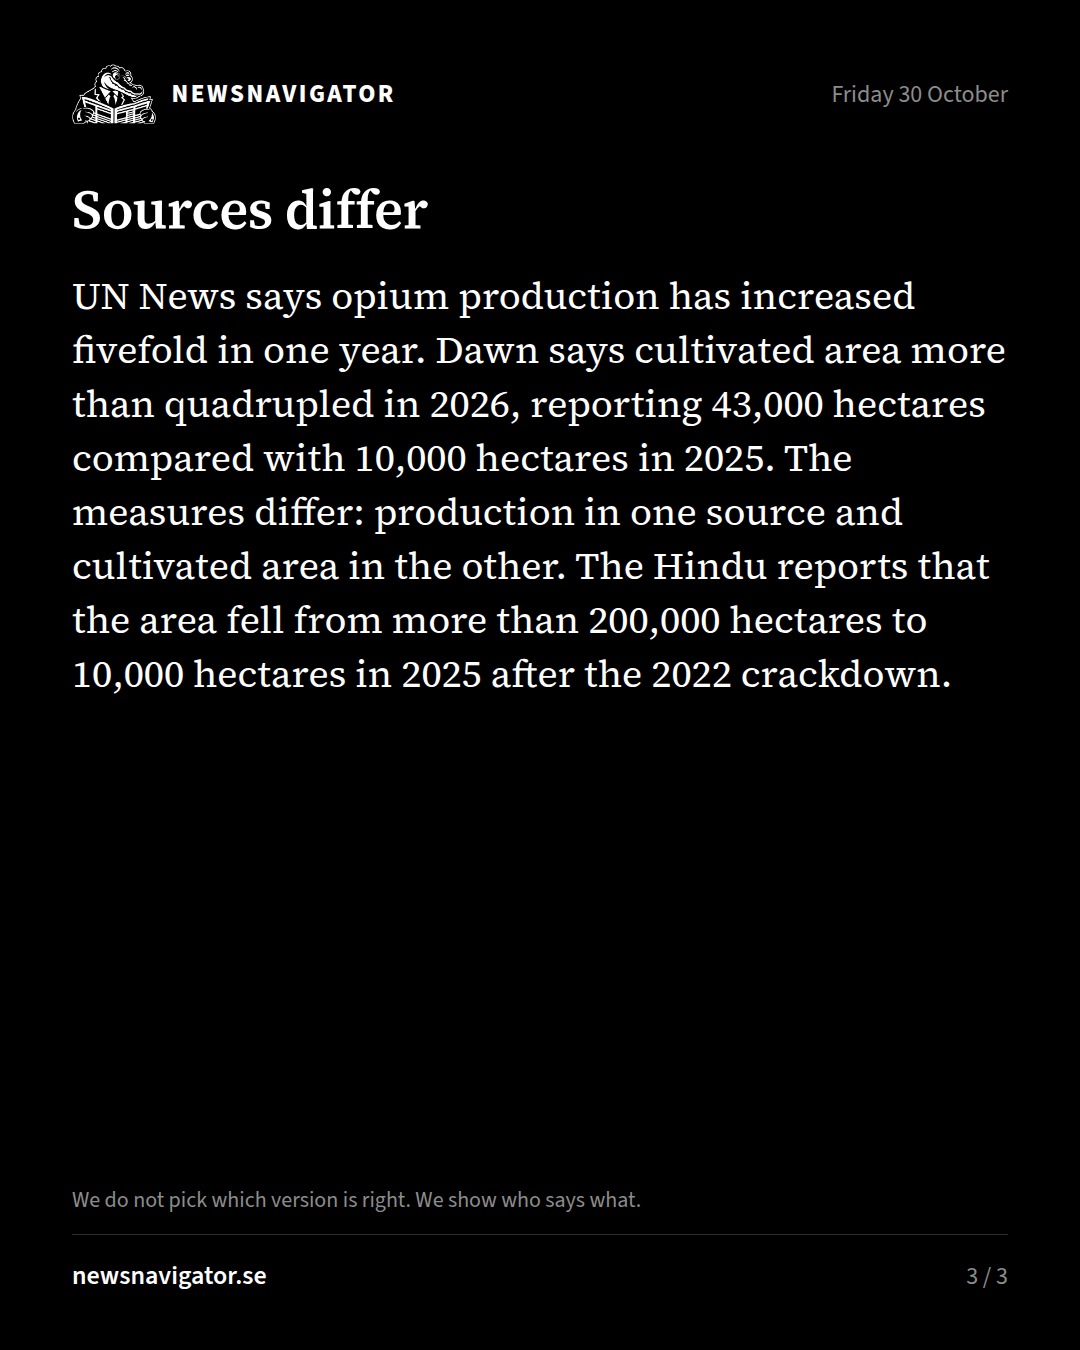 NEWSNAVIGATOR
Friday 30 October
Sources differ
UN News says opium production has increased
fivefold in one year. Dawn says cultivated area more
than quadrupled in 2026, reporting 43,000 hectares
compared with 10,000 hectares in 2025. The
measures differ: production in one source and
cultivated area in the other. The Hindu reports that
the area fell from more than 200,000 hectares to
10,000 hectares in 2025 after the 2022 crackdown.
We do not pick which version is right. We show who says what.
newsnavigator.se
3 / 3